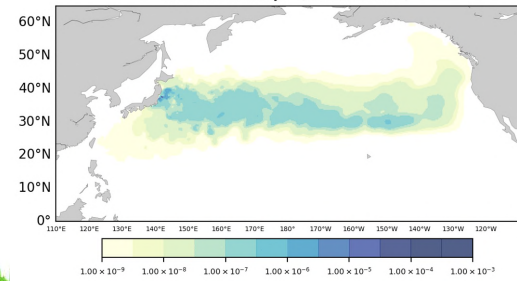 60°N
50°N
40°N
30°N
20°N
10°N
0°
110°E 120°E 130°E 140°E 150°E 160°E 170°E 180° 170°W 160°W 150°W 140°W 130°W 120°W
1.00 × 10⁻⁹ 1.00 × 10⁻⁸ 1.00 × 10⁻⁷ 1.00 × 10⁻⁶ 1.00 × 10⁻⁵ 1.00 × 10⁻⁴ 1.00 × 10⁻³